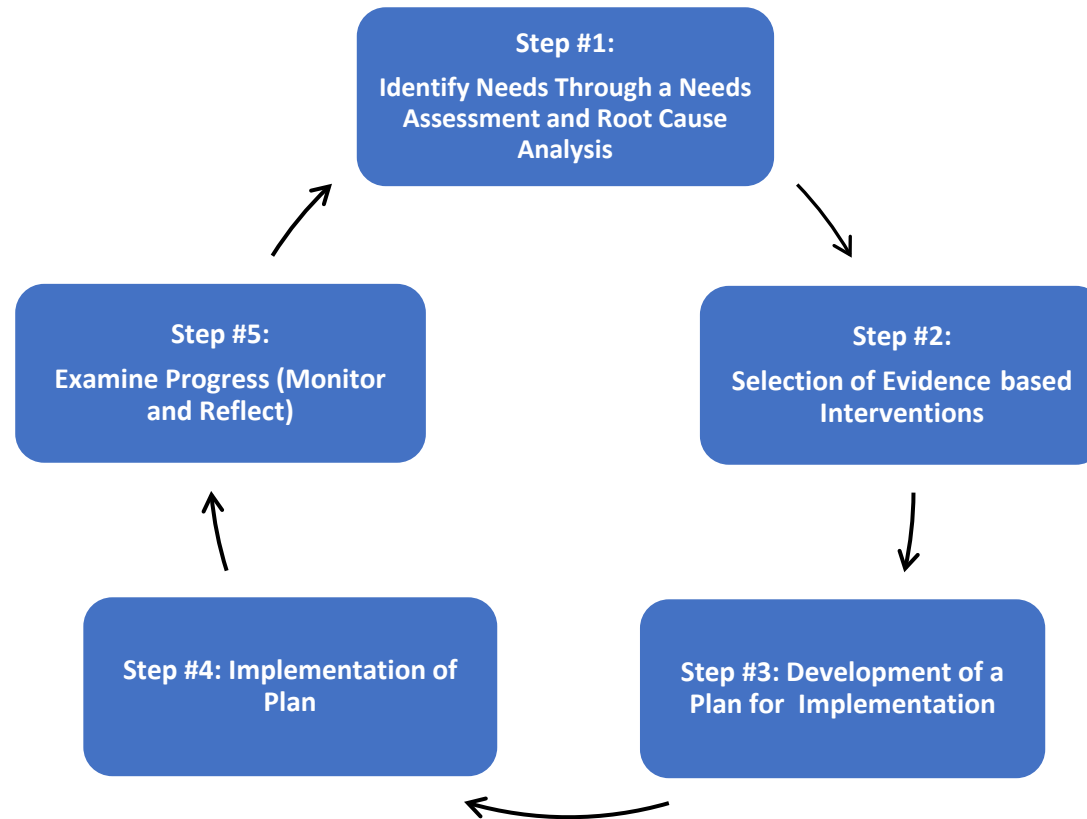 Step #1:
Identify Needs Through a Needs
Assessment and Root Cause
Analysis
Step #2:
Selection of Evidence based
Interventions
Step #3: Development of a
Plan for  Implementation
Step #4: Implementation of
Plan
Step #5:
Examine Progress (Monitor
and Reflect)